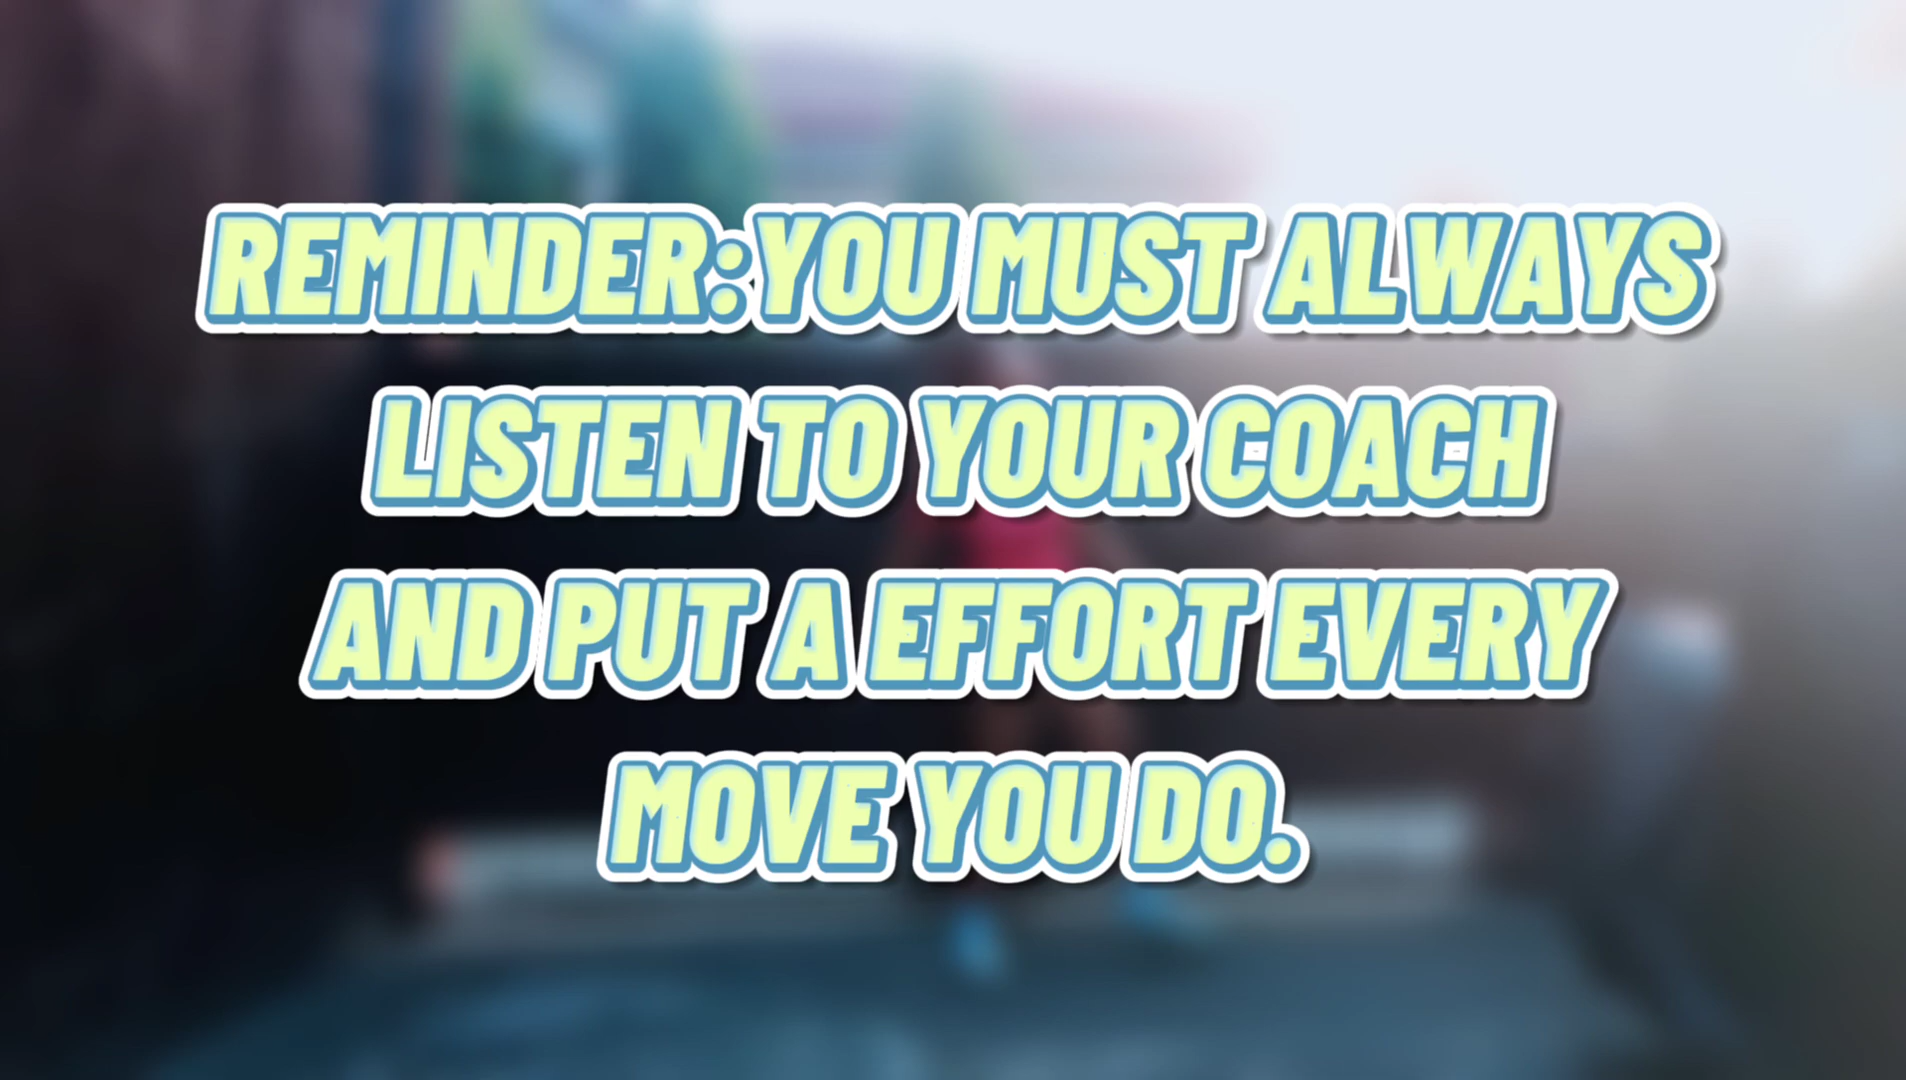 REMINDER:YOU MUST ALWAYS
LISTEN TO YOUR COACH
AND PUT A EFFORT EVERY
MOVE YOU DO.